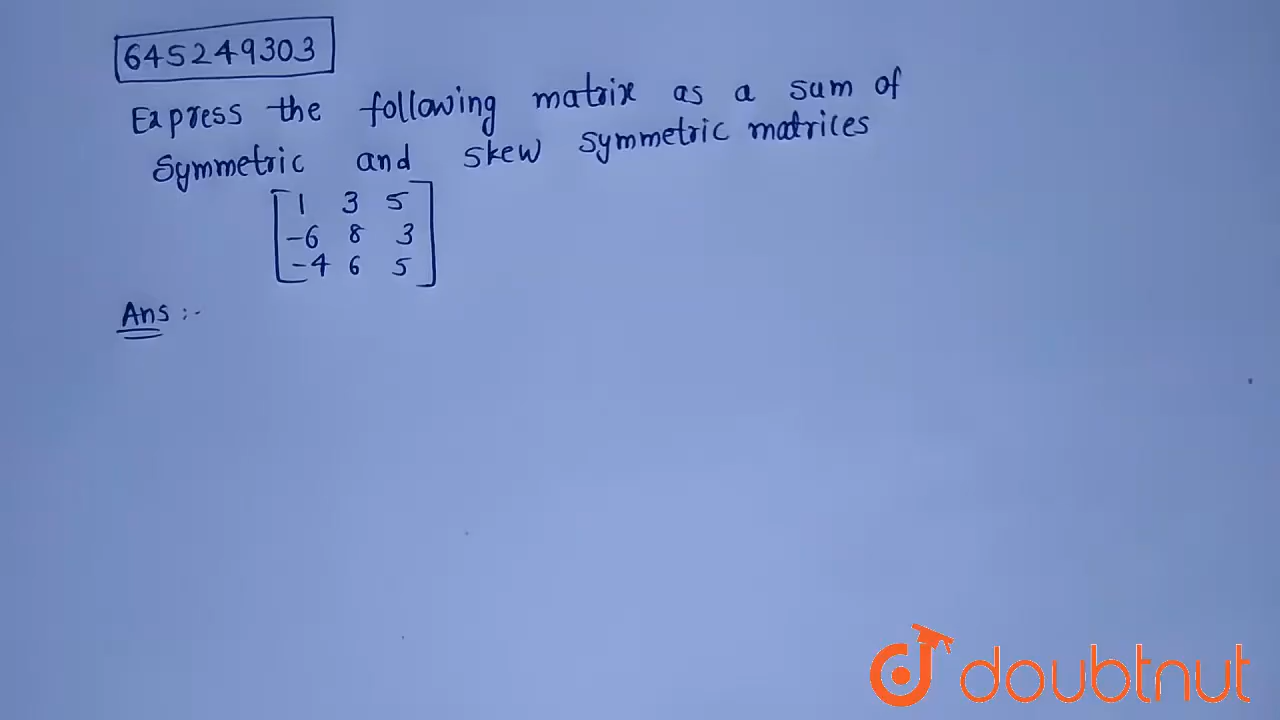 645249303
Express the following matrix as a sum of
Symmetric and skew symmetric matrices
1 3 5
-6 8 3
-4 6 5
Ans :-
doubtnut